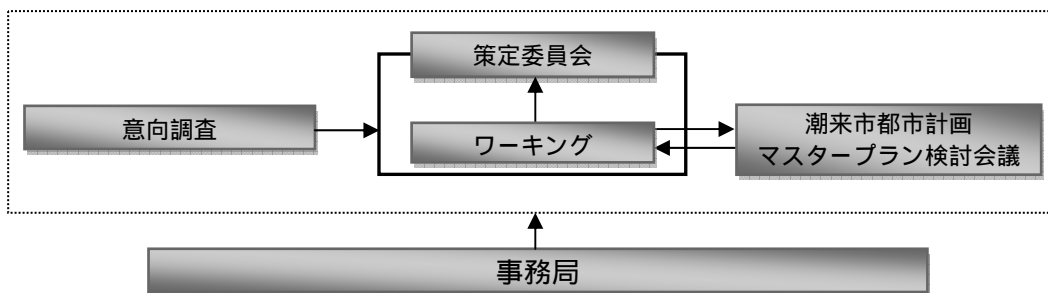 策定委員会
意向調査
ワーキング
潮来市都市計画
マスタープラン検討会議
事務局